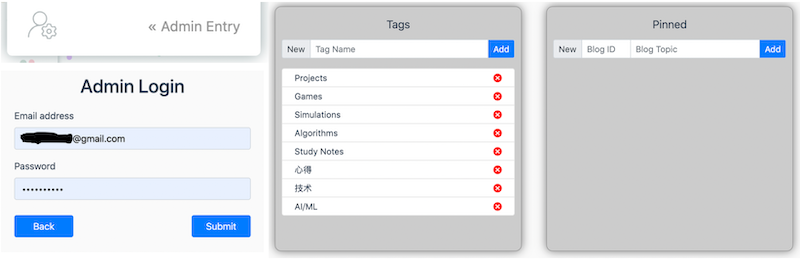 « Admin Entry
Admin Login
Email address
@gmail.com
Password
••••••••••
Back
Submit
Tags
New
Tag Name
Add
Projects
Games
Simulations
Algorithms
Study Notes
心得
技术
AI/ML
Pinned
New
Blog ID
Blog Topic
Add